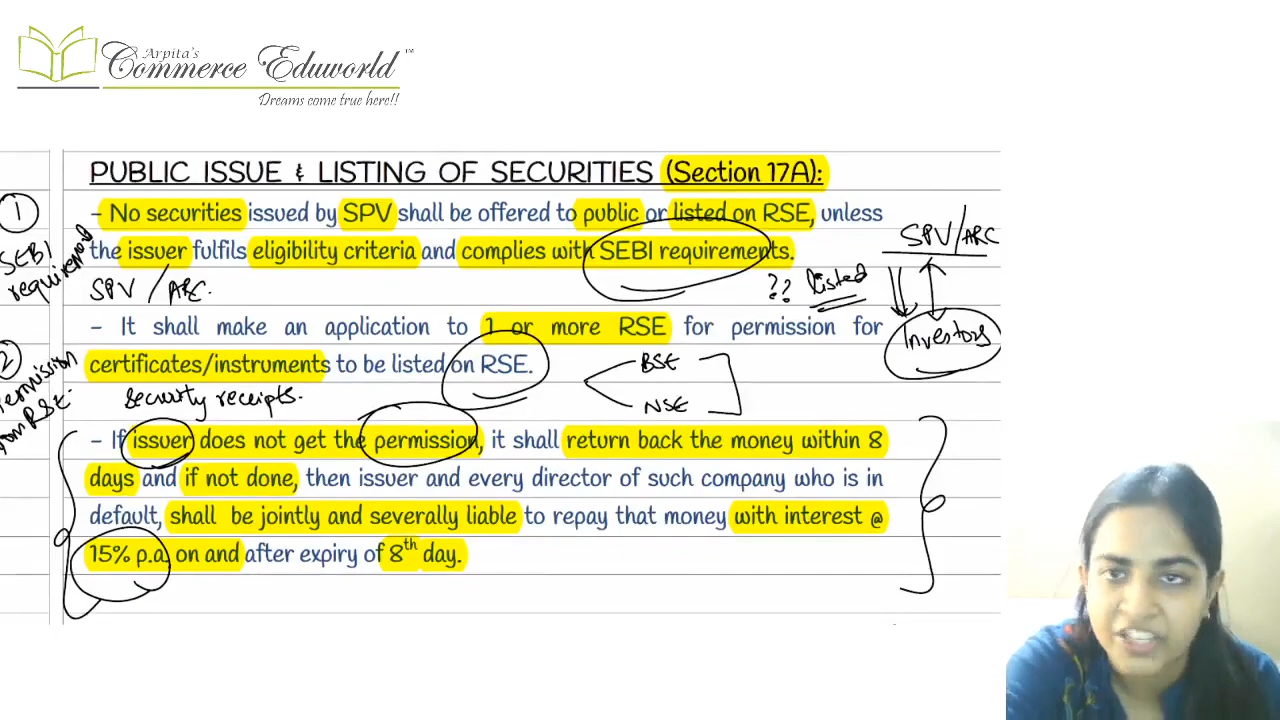 Arpita's
Commerce Eduworld™
Dreams come true here!!
PUBLIC ISSUE & LISTING OF SECURITIES (Section 17A):
1
SEBI
requirement
- No securities issued by SPV shall be offered to public or listed on RSE, unless
the issuer fulfils eligibility criteria and complies with SEBI requirements.
SPV / ARC.
?? listed
SPV/ARC
Investors
- It shall make an application to 1 or more RSE for permission for
certificates/instruments to be listed on RSE.
security receipts.
BSE
NSE
2
Permission
from RSE.
- If issuer does not get the permission, it shall return back the money within 8
days and if not done, then issuer and every director of such company who is in
default, shall be jointly and severally liable to repay that money with interest @
15% p.a. on and after expiry of 8th day.